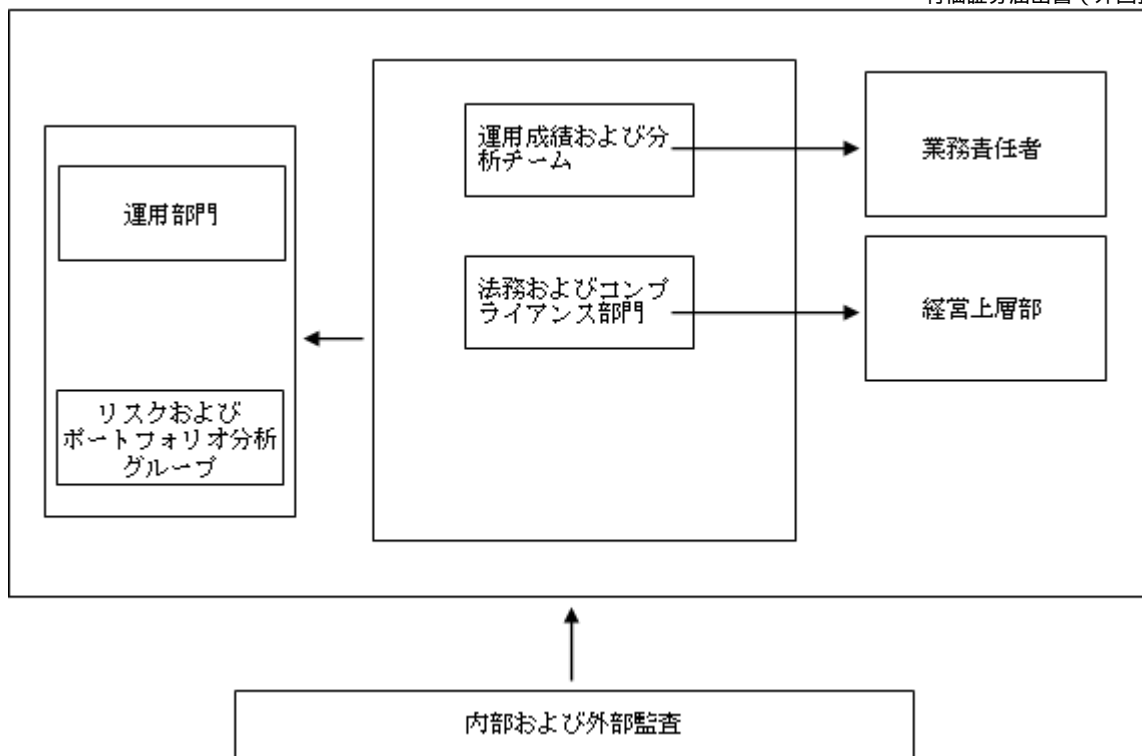 運用成績および分
析チーム
業務責任者
運用部門
法務およびコンプ
ライアンス部門
経営上層部
リスクおよび
ポートフォリオ分析
グループ
内部および外部監査